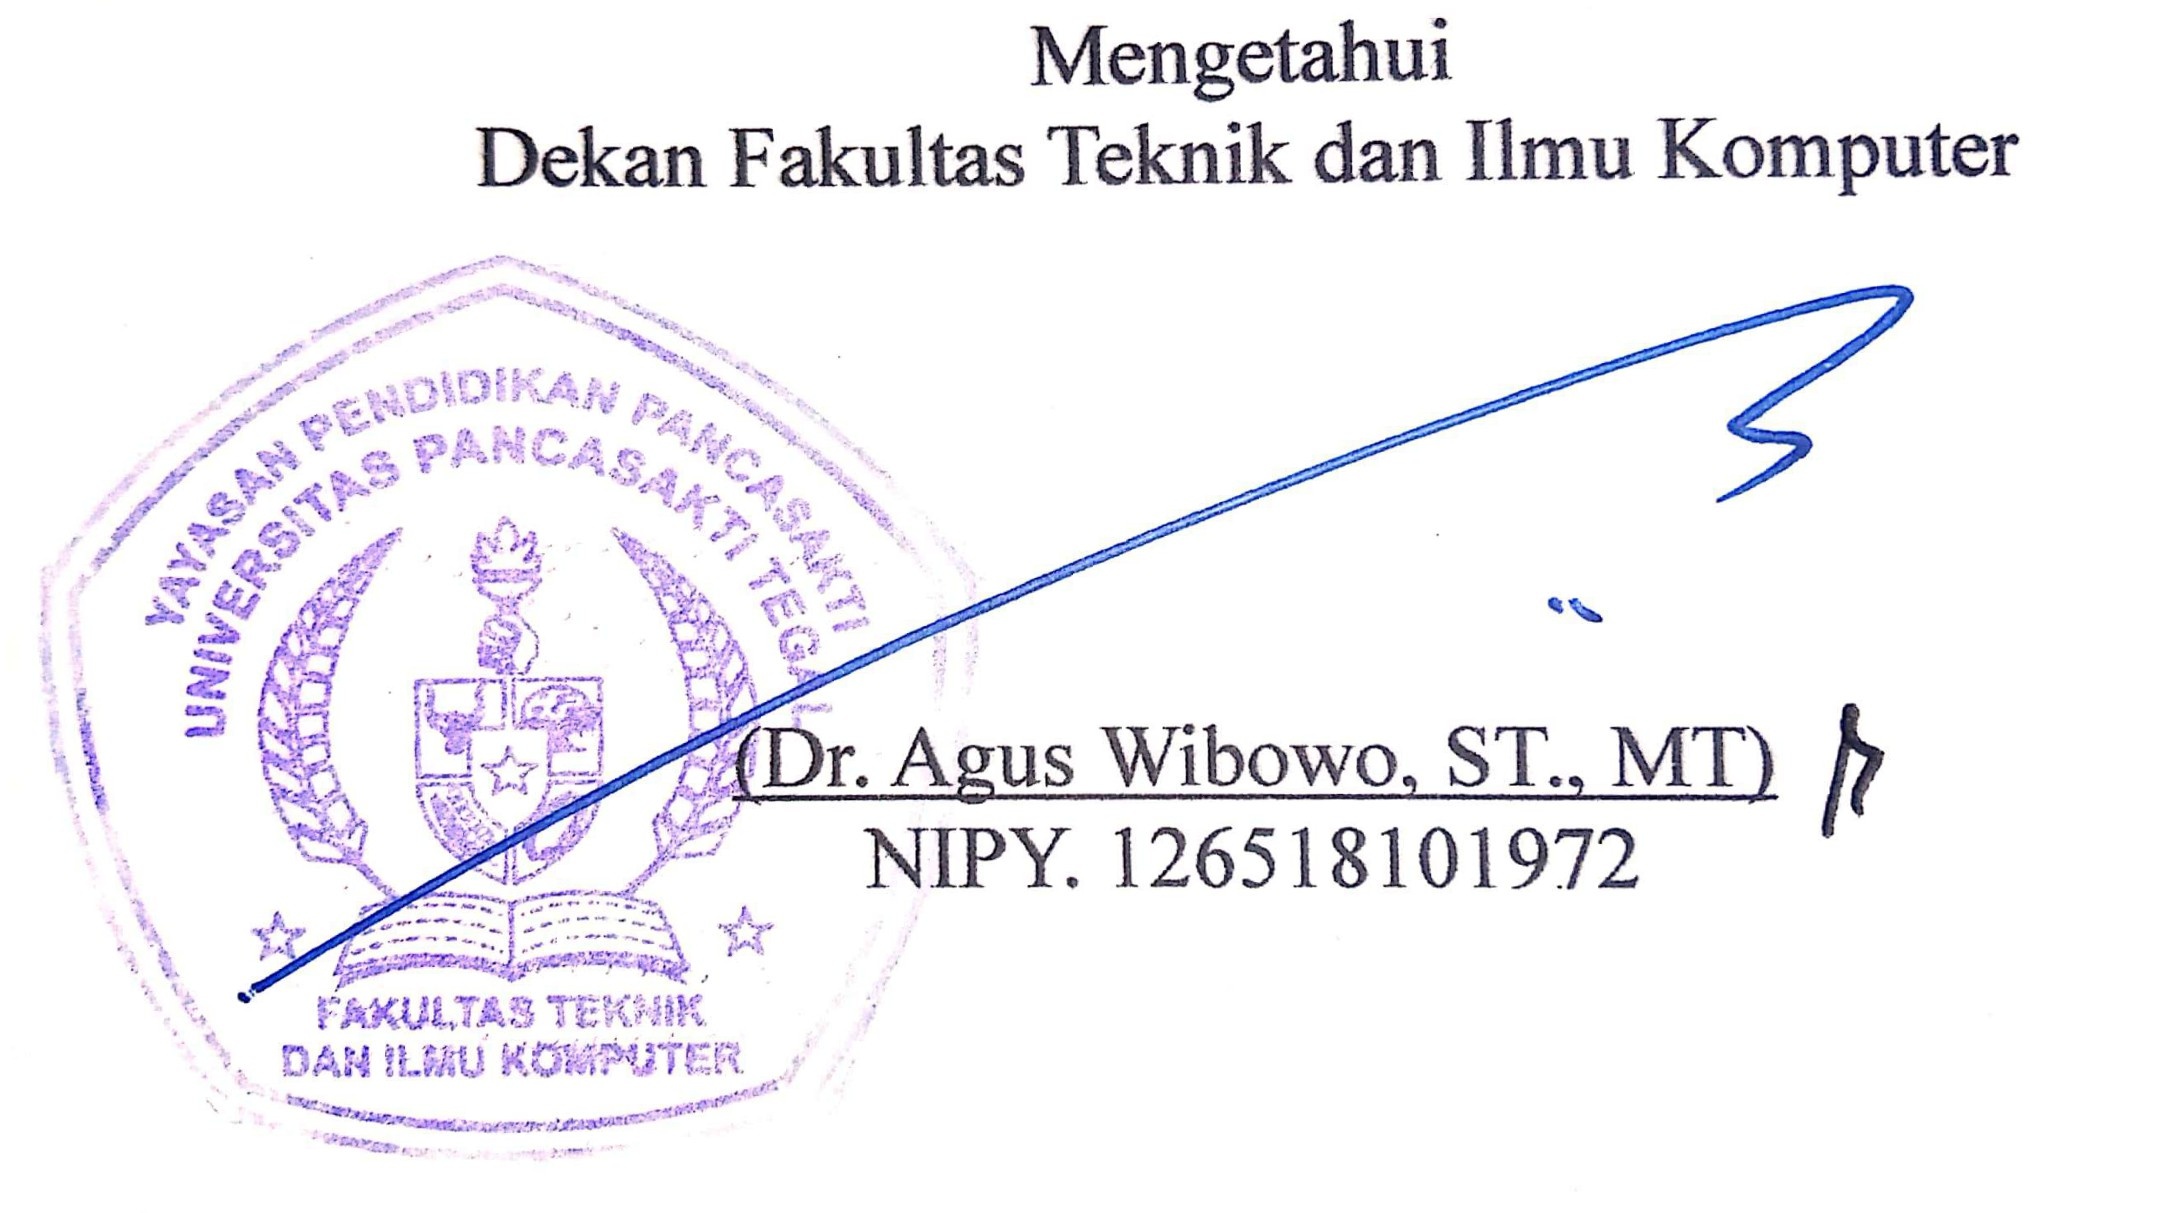 Mengetahui
Dekan Fakultas Teknik dan Ilmu Komputer
YAYASAN PENDIDIKAN PANCASAKTI
UNIVERSITAS PANCASAKTI TEGAL
(Dr. Agus Wibowo, ST., MT)
NIPY. 126518101972
FAKULTAS TEKNIK
DAN ILMU KOMPUTER